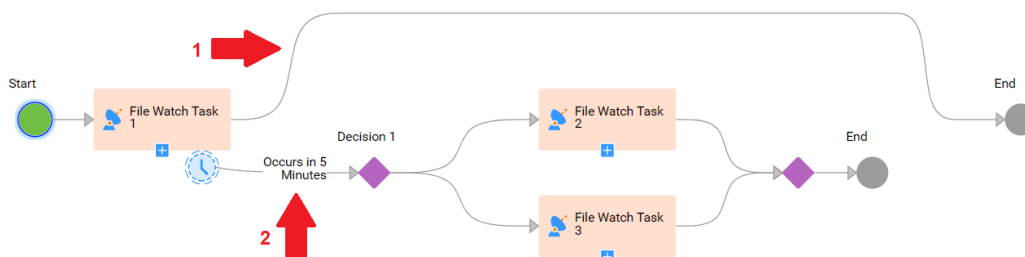 1
Start
End
File Watch Task
1
File Watch Task
2
Decision 1
End
Occurs in 5
Minutes
2
File Watch Task
3